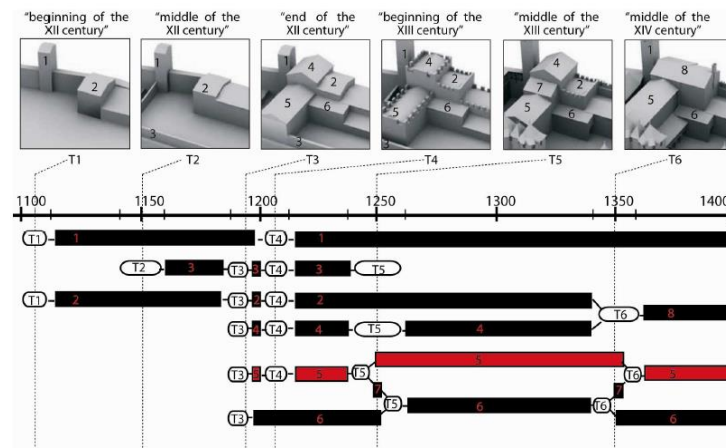 "beginning of the XII century"
"middle of the XII century"
"end of the XII century"
"beginning of the XIII century"
"middle of the XIII century"
"middle of the XIV century"
1
2
1
2
3
4
2
5
6
3
1
4
2
5
6
3
4
7
2
5
6
1
8
5
6
T1
T2
T3
T4
T5
T6
1100
1150
1200
1250
1300
1350
1400
T1 1 T4 1
T2 3 T3 3 T4 3 T5
T1 2 T3 2 T4 2
T6 8
T3 4 T4 4 T5 4
5
T3 T4 5 T5 T6 5
7 7
T5 6 T6
T3 6 6